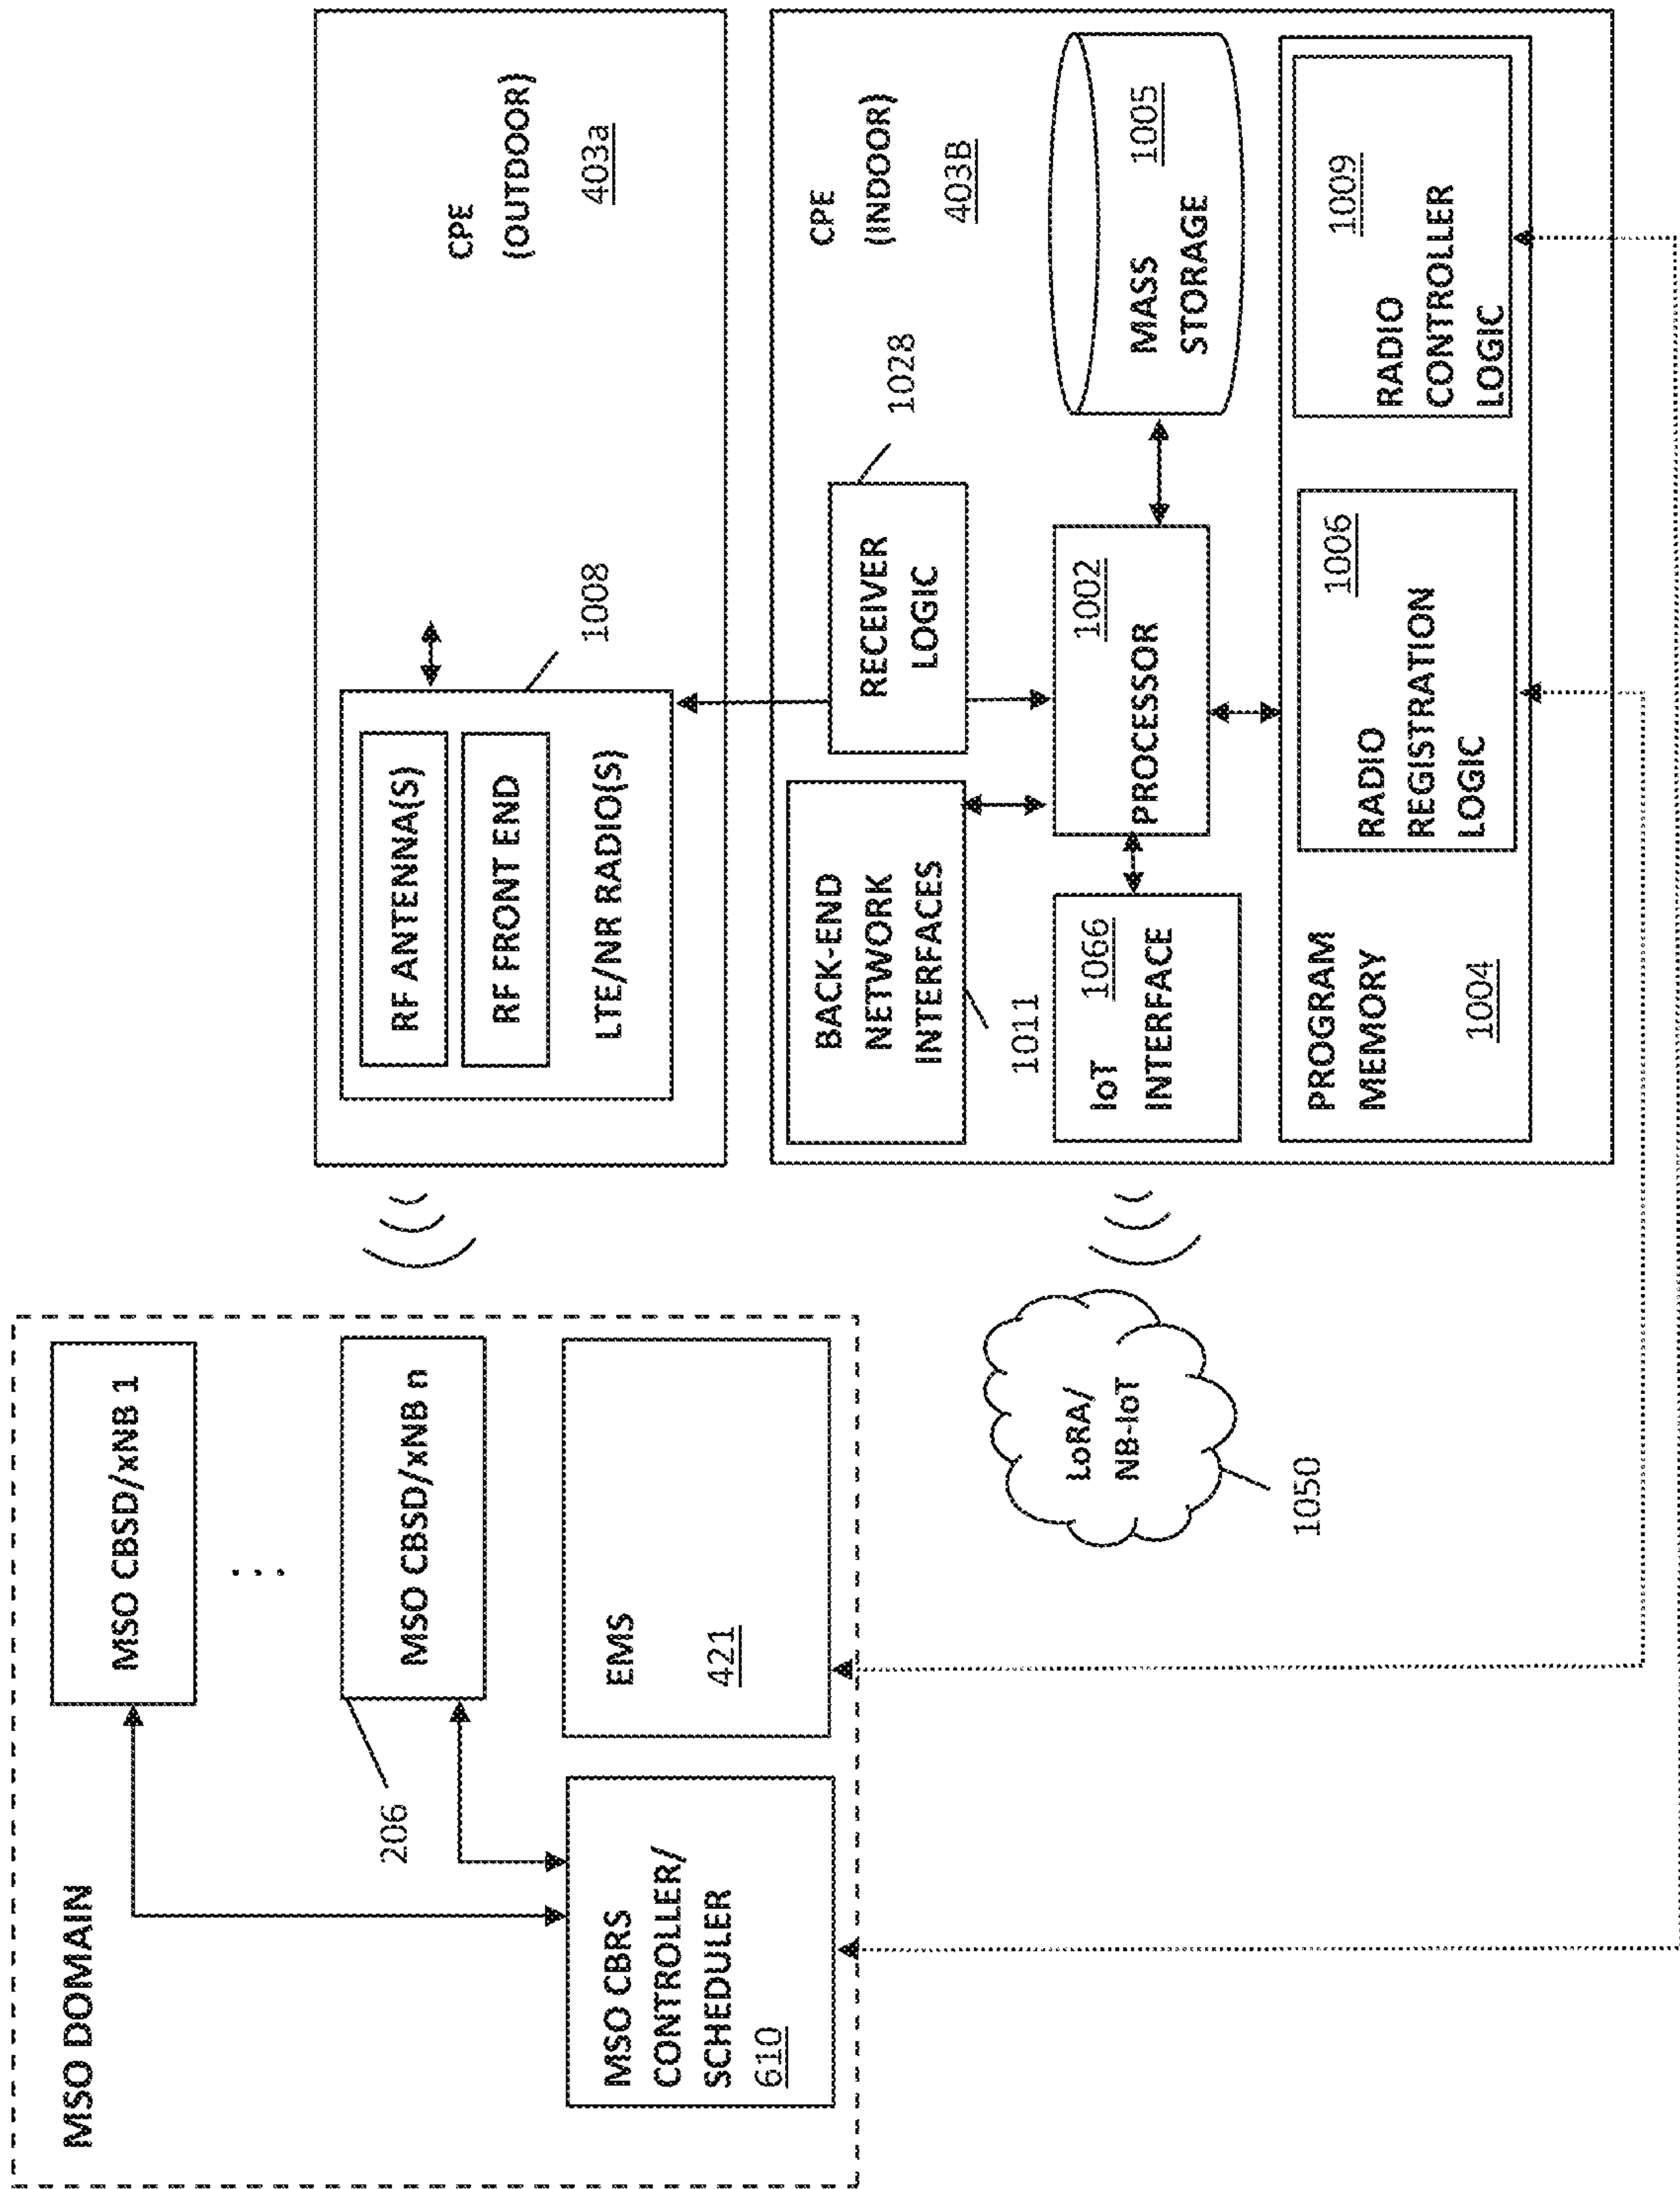 MSO DOMAIN
MSO CBSD/xNB 1
...
MSO CBSD/xNB n
206
MSO CBRS
CONTROLLER/
SCHEDULER
610
EMS
421
LoRA/
NB-IoT
1050
CPE
(OUTDOOR)
403a
RF ANTENNA(S)
RF FRONT END
LTE/NR RADIO(S)
1008
CPE
(INDOOR)
403B
BACK-END
NETWORK
INTERFACES
1011
RECEIVER
LOGIC
1028
IoT
1066
INTERFACE
1002
PROCESSOR
MASS
STORAGE
1005
PROGRAM
MEMORY
1004
1006
RADIO
REGISTRATION
LOGIC
1009
RADIO
CONTROLLER
LOGIC